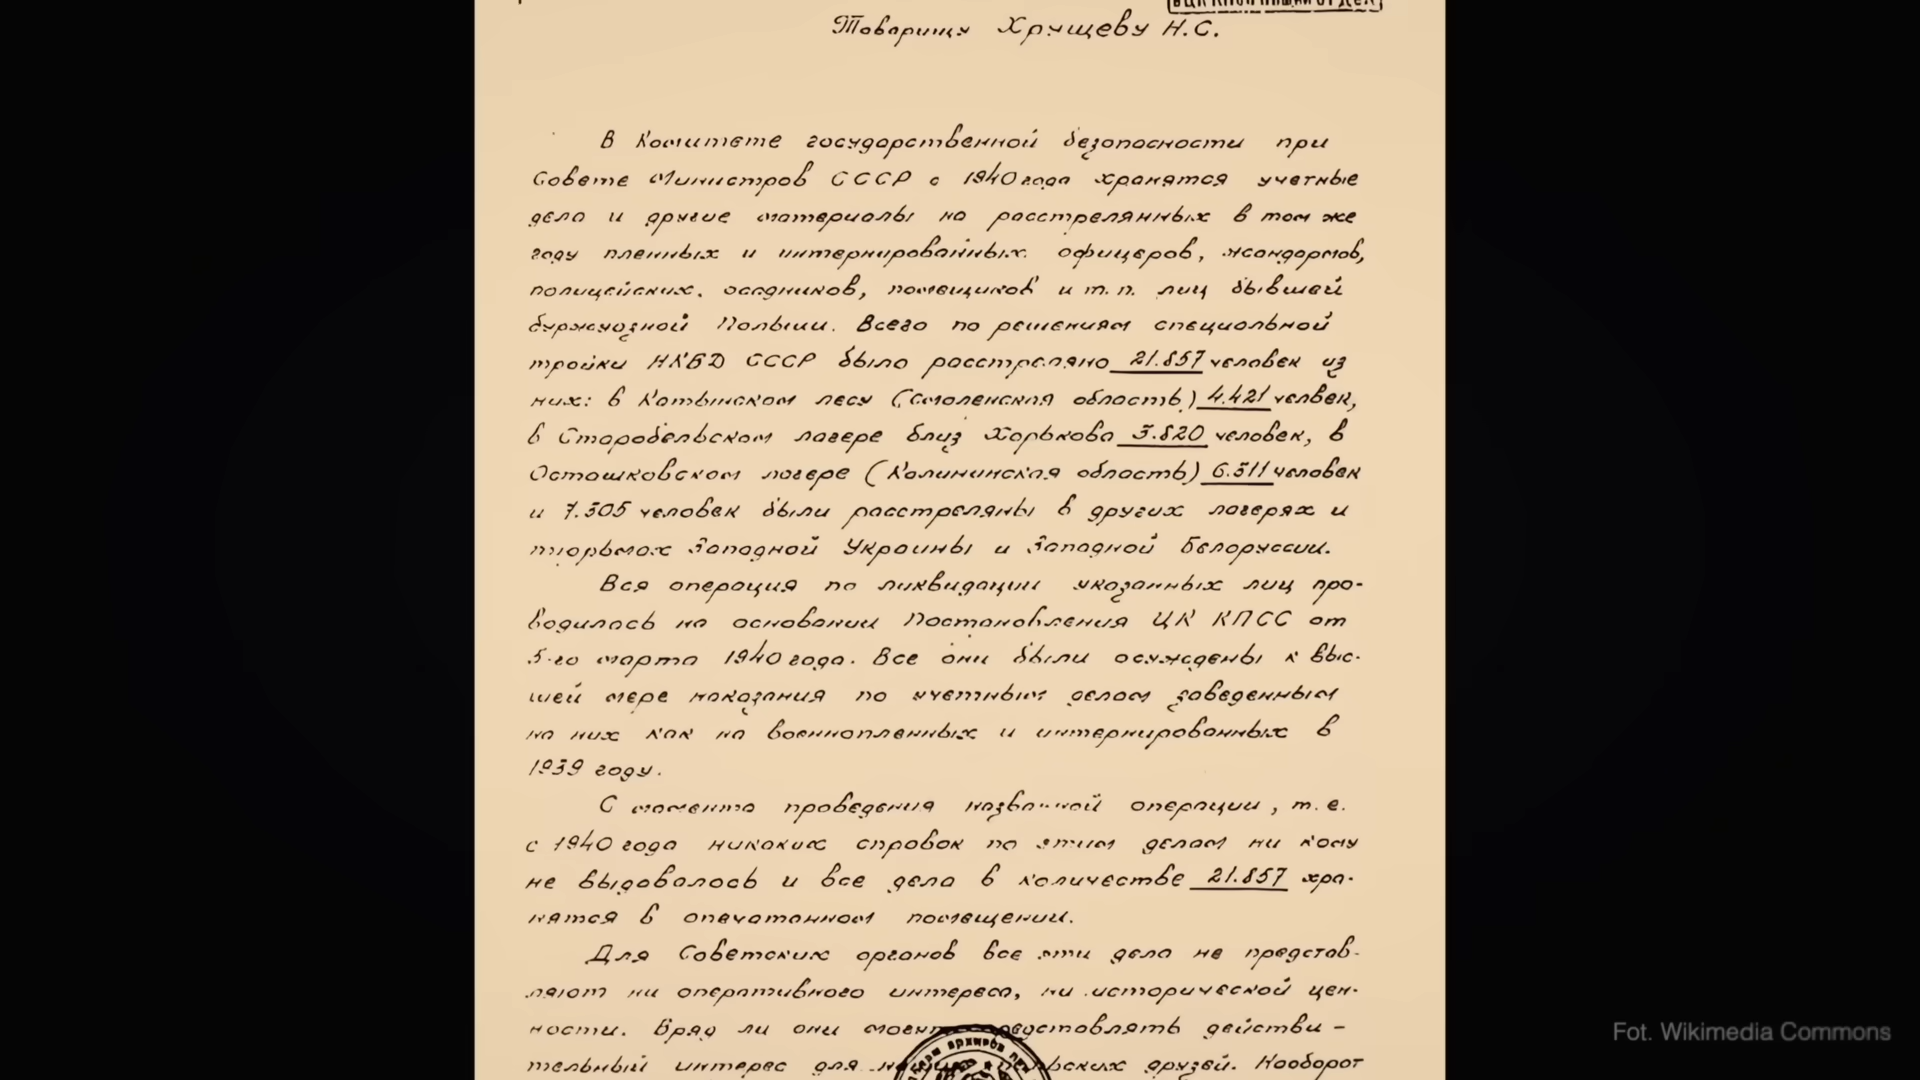 Товарищу Хрущеву Н.С.
В Комитете государственной безопасности при
Совете Министров СССР с 1940 года хранятся учетные
дела и другие материалы на расстрелянных в том же
году пленных и интернированных офицеров, жандармов,
полицейских, осадников, помещиков и т.п. лиц бывшей
буржуазной Польши. Всего по решениям специальной
тройки НКВД СССР было расстреляно 21.857 человек из
них: в Катынском лесу (Смоленская область) 4.421 челвек,
в Старобельском лагере близ Харькова 3.820 человек, в
Осташковском лагере (Калининская область) 6.311 человек
и 7.305 человек были расстреляны в других лагерях и
тюрьмах Западной Украины и Западной Белоруссии.
Вся операция по ликвидации указанных лиц про-
водилась на основании Постановления ЦК КПСС от
5-го марта 1940 года. Все они были осуждены к выс-
шей мере наказания по учетным делам заведенным
на них как на военнопленных и интернированных в
1939 году.
С момента проведения названной операции, т.е.
с 1940 года никаких справок по этим делам ни кому
не выдавалось и все дела в количестве 21.857 хра-
нятся в опечатанном помещении.
Для Советских органов все эти дела не представ-
ляют ни оперативного интереса, ни исторической цен-
ности. Вряд ли они могут представлять действи-
тельный интерес для друзей. Наоборот
Fot. Wikimedia Commons